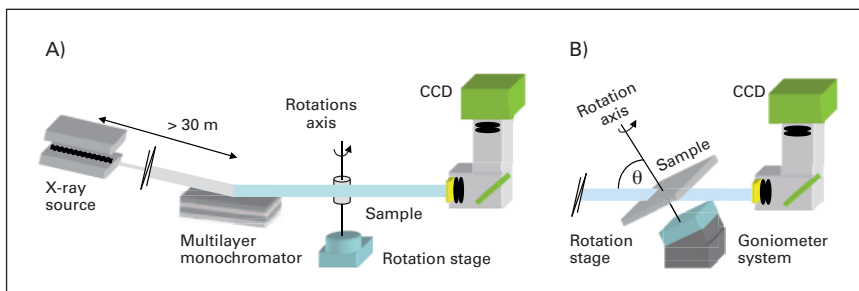 A)
> 30 m
X-ray
source
Multilayer
monochromator
Rotations
axis
Sample
Rotation stage
CCD
B)
Rotation
axis
θ
Sample
CCD
Rotation
stage
Goniometer
system